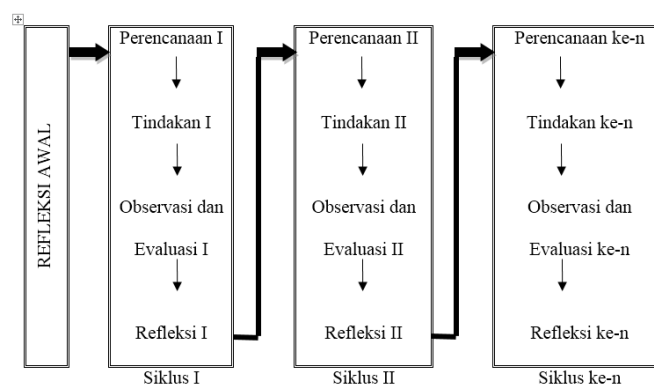 REFLEKSI AWAL
Perencanaan I
Tindakan I
Observasi dan
Evaluasi I
Refleksi I
Siklus I
Perencanaan II
Tindakan II
Observasi dan
Evaluasi II
Refleksi II
Siklus II
Perencanaan ke-n
Tindakan ke-n
Observasi dan
Evaluasi ke-n
Refleksi ke-n
Siklus ke-n